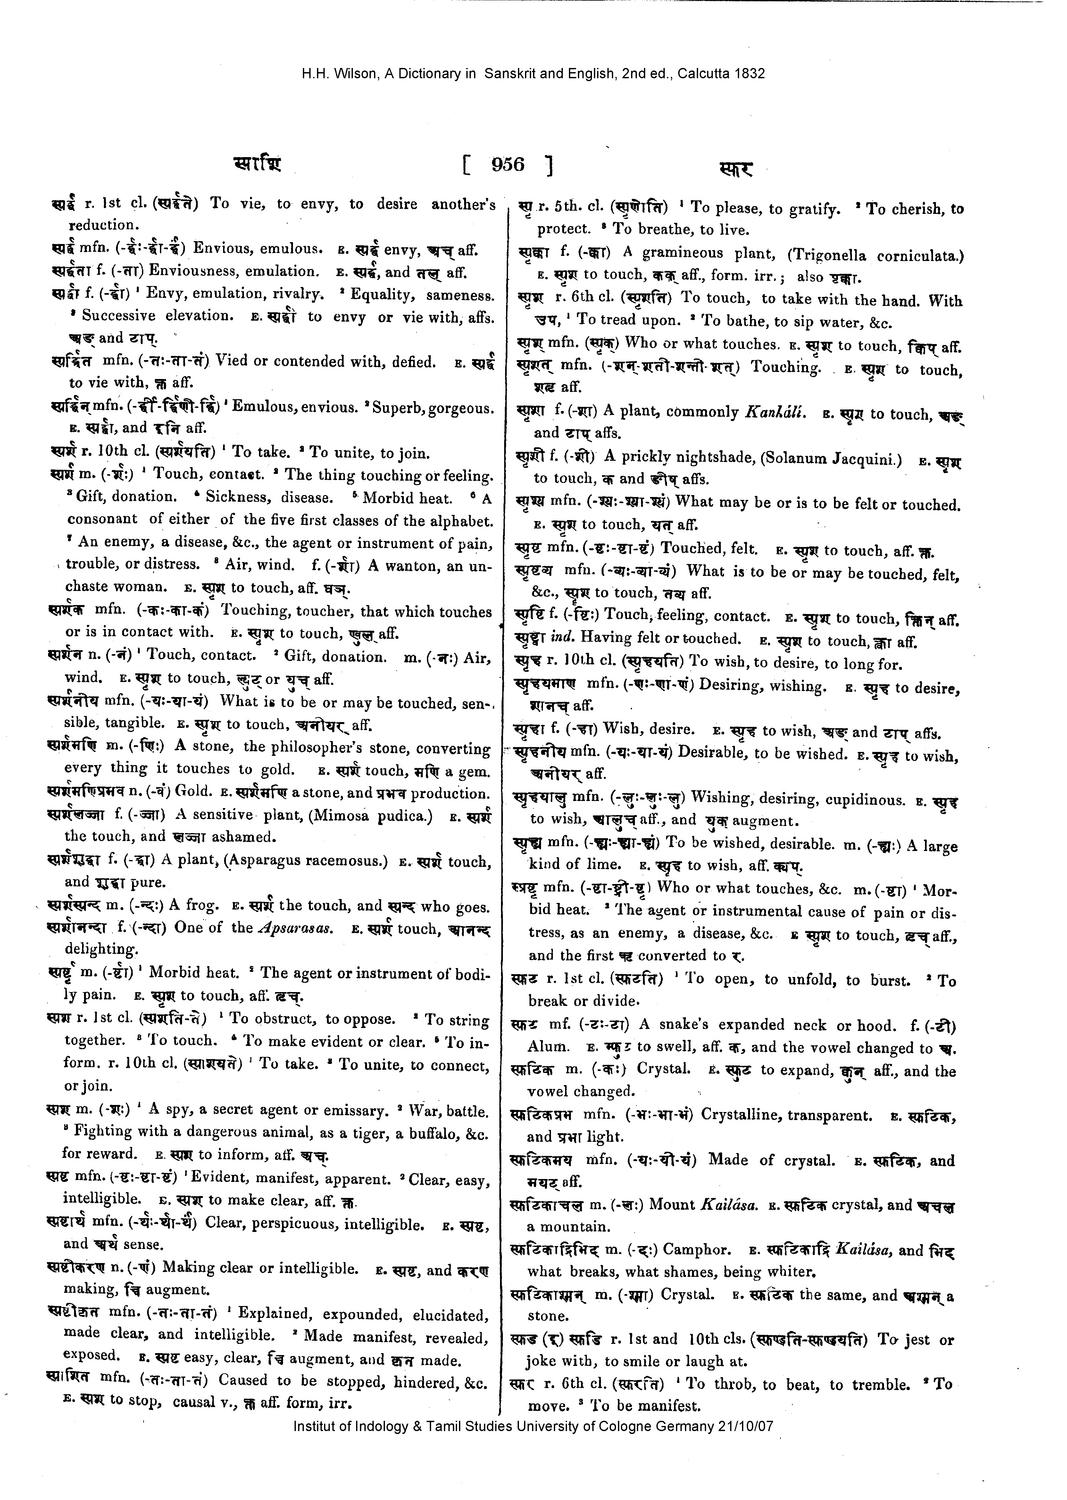 H.H. Wilson, A Dictionary in Sanskrit and English, 2nd ed., Calcutta 1832
स्पाशि [ 956 ] स्फर
स्पर्द्ध r. 1st cl. (स्पर्द्धते) To vie, to envy, to desire another's
reduction.
स्पर्द्ध mfn. (-र्द्धः-र्द्धा-र्द्धं) Envious, emulous. E. स्पर्द्ध envy, अच् aff.
स्पर्द्धता f. (-ता) Enviousness, emulation. E. स्पर्द्ध, and तल् aff.
स्पर्द्धा f. (-र्द्धा) ¹ Envy, emulation, rivalry. ² Equality, sameness.
³ Successive elevation. E. स्पर्द्ध to envy or vie with, affs.
अङ् and टाप्.
स्पर्द्धित mfn. (-तः-ता-तं) Vied or contended with, defied. E. स्पर्द्ध
to vie with, क्त aff.
स्पर्द्धिन् mfn. (-र्द्धी-र्द्धिणी-र्द्धि) ¹ Emulous, envious. ² Superb, gorgeous.
E. स्पर्द्धा, and इनि aff.
स्पर्श r. 10th cl. (स्पर्शयति) ¹ To take. ² To unite, to join.
स्पर्श m. (-र्शः) ¹ Touch, contact. ² The thing touching or feeling.
³ Gift, donation. ⁴ Sickness, disease. ⁵ Morbid heat. ⁶ A
consonant of either of the five first classes of the alphabet.
⁷ An enemy, a disease, &c., the agent or instrument of pain,
trouble, or distress. ⁸ Air, wind. f. (-र्शा) A wanton, an un-
chaste woman. E. स्पृश to touch, aff. घञ्.
स्पर्शक mfn. (-कः-का-कं) Touching, toucher, that which touches
or is in contact with. E. स्पृश to touch, ण्वुल् aff.
स्पर्शन n. (-नं) ¹ Touch, contact. ² Gift, donation. m. (-नः) Air,
wind. E. स्पृश to touch, ल्युट् or युच् aff.
स्पर्शनीय mfn. (-यः-या-यं) What is to be or may be touched, sen-
sible, tangible. E. स्पृश to touch, अनीयर् aff.
स्पर्शमणि m. (-णिः) A stone, the philosopher's stone, converting
every thing it touches to gold. E. स्पर्श touch, मणि a gem.
स्पर्शमणिप्रभव n. (-वं) Gold. E. स्पर्शमणि a stone, and प्रभव production.
स्पर्शलज्जा f. (-ज्जा) A sensitive plant, (Mimosa pudica.) E. स्पर्श
the touch, and लज्जा ashamed.
स्पर्शशुद्धा f. (-द्धा) A plant, (Asparagus racemosus.) E. स्पर्श touch,
and शुद्धा pure.
स्पर्शस्पन्द m. (-न्दः) A frog. E. स्पर्श the touch, and स्पन्द who goes.
स्पर्शानन्दा f. (-न्दा) One of the Apsarasas. E. स्पर्श touch, आनन्द
delighting.
स्पर्ष्टृ m. (-र्ष्टा) ¹ Morbid heat. ² The agent or instrument of bodi-
ly pain. E. स्पृश to touch, aff. तृच्.
स्पश r. 1st cl. (स्पशति-ते) ¹ To obstruct, to oppose. ² To string
together. ³ To touch. ⁴ To make evident or clear. ⁵ To in-
form. r. 10th cl. (स्पाशयते) ¹ To take. ² To unite, to connect,
or join.
स्पश m. (-शः) ¹ A spy, a secret agent or emissary. ² War, battle.
³ Fighting with a dangerous animal, as a tiger, a buffalo, &c.
for reward. E. स्पश to inform, aff. अच्.
स्पष्ट mfn. (-ष्टः-ष्टा-ष्टं) ¹ Evident, manifest, apparent. ² Clear, easy,
intelligible. E. स्पश् to make clear, aff. क्त.
स्पष्टार्थ mfn. (-र्थः-र्था-र्थं) Clear, perspicuous, intelligible. E. स्पष्ट,
and अर्थ sense.
स्पष्टीकरण n. (-णं) Making clear or intelligible. E. स्पष्ट, and करण
making, च्वि augment.
स्पष्टीकृत mfn. (-तः-ता-तं) ¹ Explained, expounded, elucidated,
made clear, and intelligible. ² Made manifest, revealed,
exposed. E. स्पष्ट easy, clear, च्वि augment, and कृत made.
स्पाशित mfn. (-तः-ता-तं) Caused to be stopped, hindered, &c.
E. स्पश to stop, causal v., क्त aff. form, irr.
स्पृ r. 5th. cl. (स्पृणोति) ¹ To please, to gratify. ² To cherish, to
protect. ³ To breathe, to live.
स्पृक्का f. (-क्का) A gramineous plant, (Trigonella corniculata.)
E. स्पृश to touch, कक् aff., form. irr.; also पृक्का.
स्पृश r. 6th cl. (स्पृशति) To touch, to take with the hand. With
उप, ¹ To tread upon. ² To bathe, to sip water, &c.
स्पृश् mfn. (स्पृक्) Who or what touches. E. स्पृश to touch, क्विप् aff.
स्पृशत् mfn. (-शन्-शती-शन्ती-शत्) Touching. E. स्पृश to touch,
शतृ aff.
स्पृशा f. (-शा) A plant, commonly Kankálí. E. स्पृश to touch, अङ्
and टाप् affs.
स्पृशी f. (-शी) A prickly nightshade, (Solanum Jacquini.) E. स्पृश
to touch, क and ङीष् affs.
स्पृश्य mfn. (-श्यः-श्या-श्यं) What may be or is to be felt or touched.
E. स्पृश to touch, यत् aff.
स्पृष्ट mfn. (-ष्टः-ष्टा-ष्टं) Touched, felt. E. स्पृश to touch, aff. क्त.
स्पृष्टव्य mfn. (-व्यः-व्या-व्यं) What is to be or may be touched, felt,
&c., स्पृश to touch, तव्य aff.
स्पृष्टि f. (-ष्टिः) Touch, feeling, contact. E. स्पृश to touch, क्तिन् aff.
स्पृष्ट्वा ind. Having felt or touched. E. स्पृश to touch, क्त्वा aff.
स्पृह r. 10th cl. (स्पृहयति) To wish, to desire, to long for.
स्पृहयमाण mfn. (-णः-णा-णं) Desiring, wishing. E. स्पृह to desire,
शानच् aff.
स्पृहा f. (-हा) Wish, desire. E. स्पृह to wish, अङ् and टाप् affs.
स्पृहनीय mfn. (-यः-या-यं) Desirable, to be wished. E. स्पृह to wish,
अनीयर् aff.
स्पृहयालु mfn. (-लुः-लुः-लु) Wishing, desiring, cupidinous. E. स्पृह
to wish, आलुच् aff., and युक् augment.
स्पृह्य mfn. (-ह्यः-ह्या-ह्यं) To be wished, desirable. m. (-ह्यः) A large
kind of lime. E. स्पृह to wish, aff. क्यप्.
स्प्रष्टृ mfn. (-ष्टा-ष्ट्री-ष्टृ) Who or what touches, &c. m. (-ष्टा) ¹ Mor-
bid heat. ² The agent or instrumental cause of pain or dis-
tress, as an enemy, a disease, &c. E स्पृश to touch, तृच् aff.,
and the first ऋ converted to र्.
स्फट r. 1st cl. (स्फटति) ¹ To open, to unfold, to burst. ² To
break or divide.
स्फट mf. (-टः-टा) A snake's expanded neck or hood. f. (-टी)
Alum. E. स्फुट to swell, aff. क, and the vowel changed to अ.
स्फटिक m. (-कः) Crystal. E. स्फुट to expand, कुन् aff., and the
vowel changed.
स्फटिकप्रभ mfn. (-भः-भा-भं) Crystalline, transparent. E. स्फटिक,
and प्रभा light.
स्फटिकमय mfn. (-यः-यी-यं) Made of crystal. E. स्फटिक, and
मयट् aff.
स्फटिकाचल m. (-लः) Mount Kailása. E. स्फटिक crystal, and अचल
a mountain.
स्फटिकाद्रिभिद् m. (-दः) Camphor. E. स्फटिकाद्रि Kailása, and भिद्
what breaks, what shames, being whiter.
स्फटिकाश्मन् m. (-श्मा) Crystal. E. स्फटिक the same, and अश्मन् a
stone.
स्फड (इ) स्फडि r. 1st and 10th cls. (स्फण्डति-स्फण्डयति) To jest or
joke with, to smile or laugh at.
स्फर r. 6th cl. (स्फरति) ¹ To throb, to beat, to tremble. ² To
move. ³ To be manifest.
Institut of Indology & Tamil Studies University of Cologne Germany 21/10/07